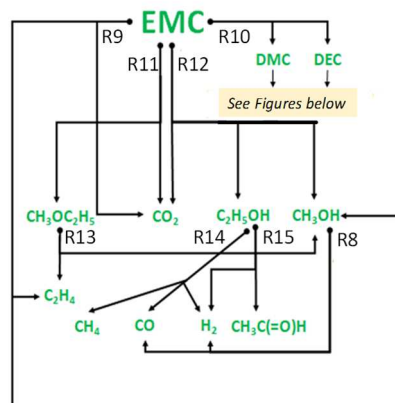 EMC
R9 R10
R11 R12
DMC DEC
See Figures below
CH₃OC₂H₅ CO₂ C₂H₅OH CH₃OH
R13 R14 R15 R8
C₂H₄
CH₄ CO H₂ CH₃C(=O)H